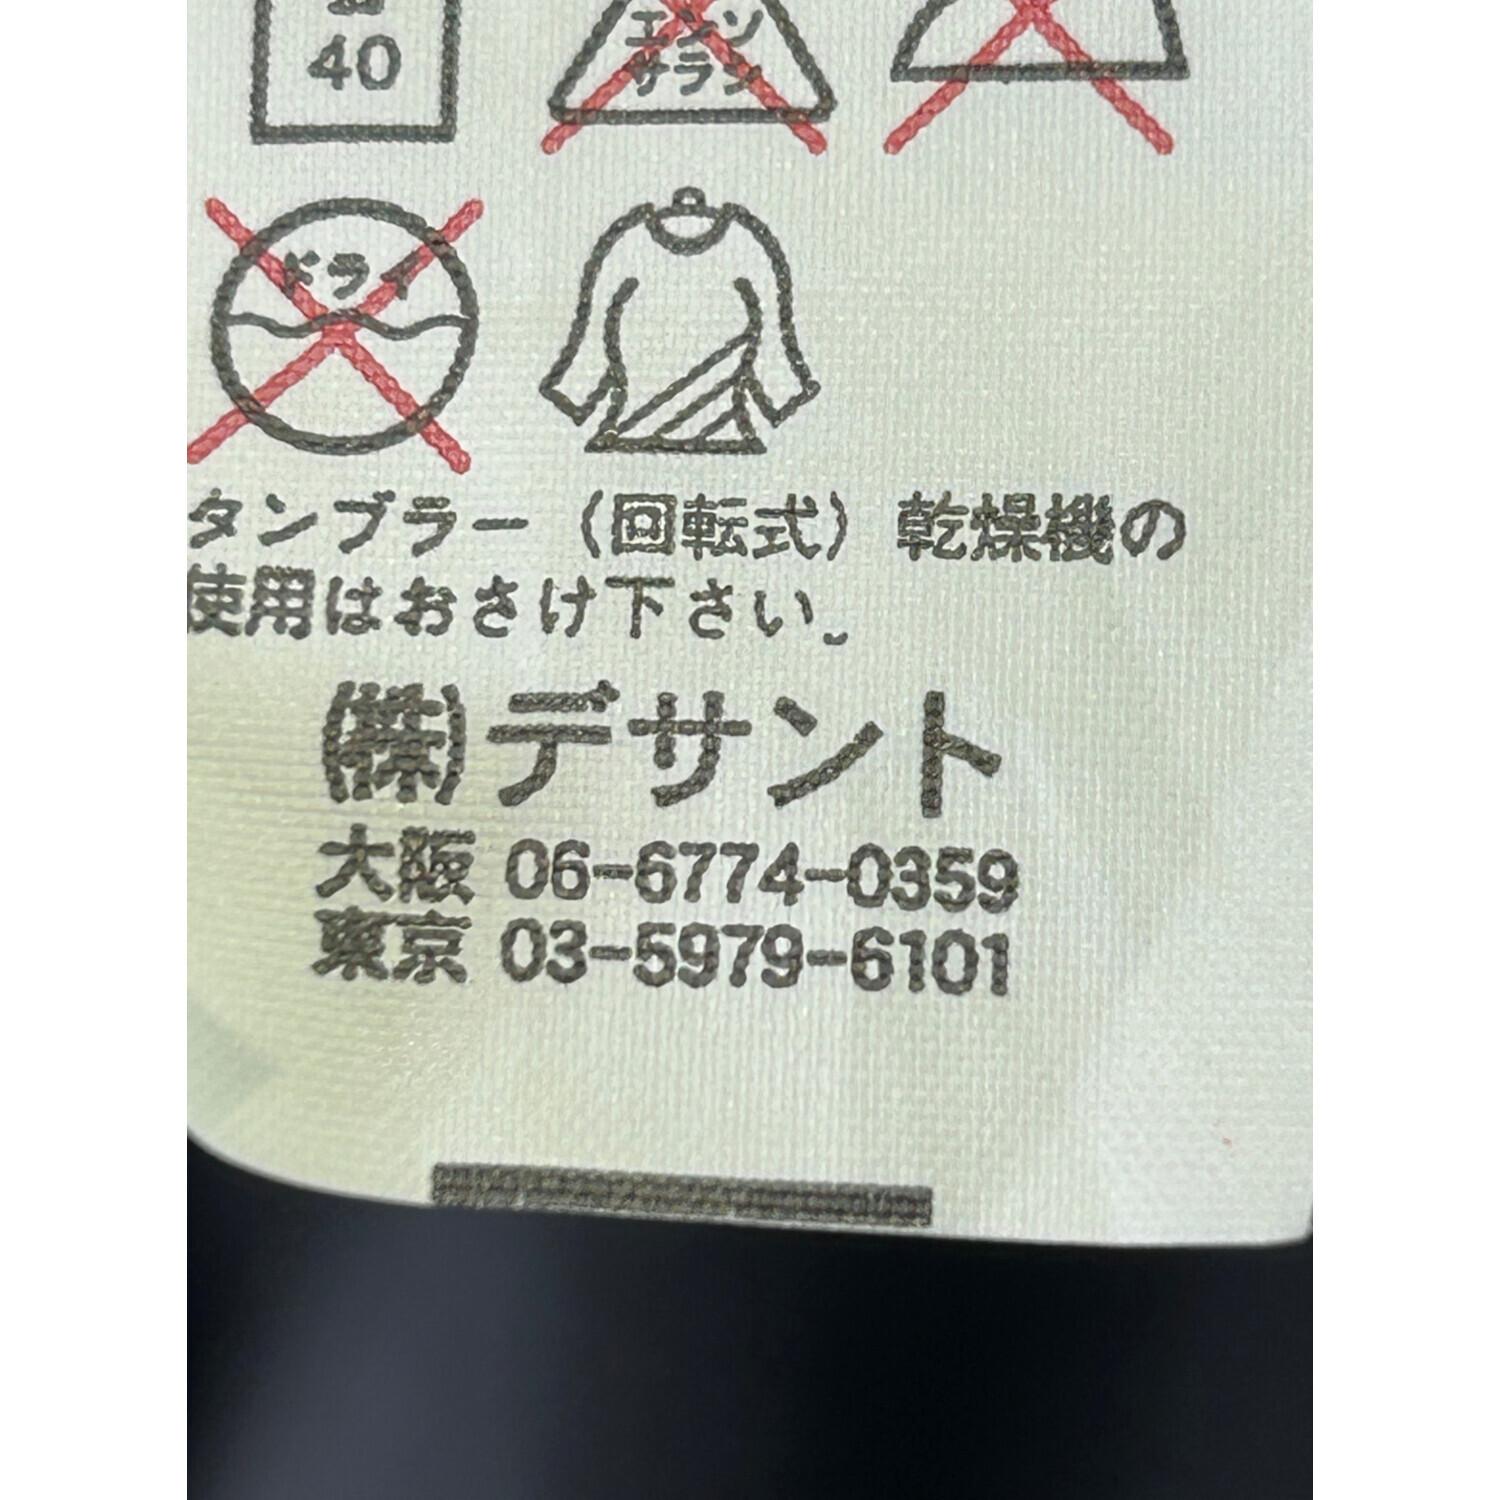 40
エンソ
サラシ
ドライ
タンブラー（回転式）乾燥機の
使用はおさけ下さい。
㈱デサント
大阪 06-6774-0359
東京 03-5979-6101